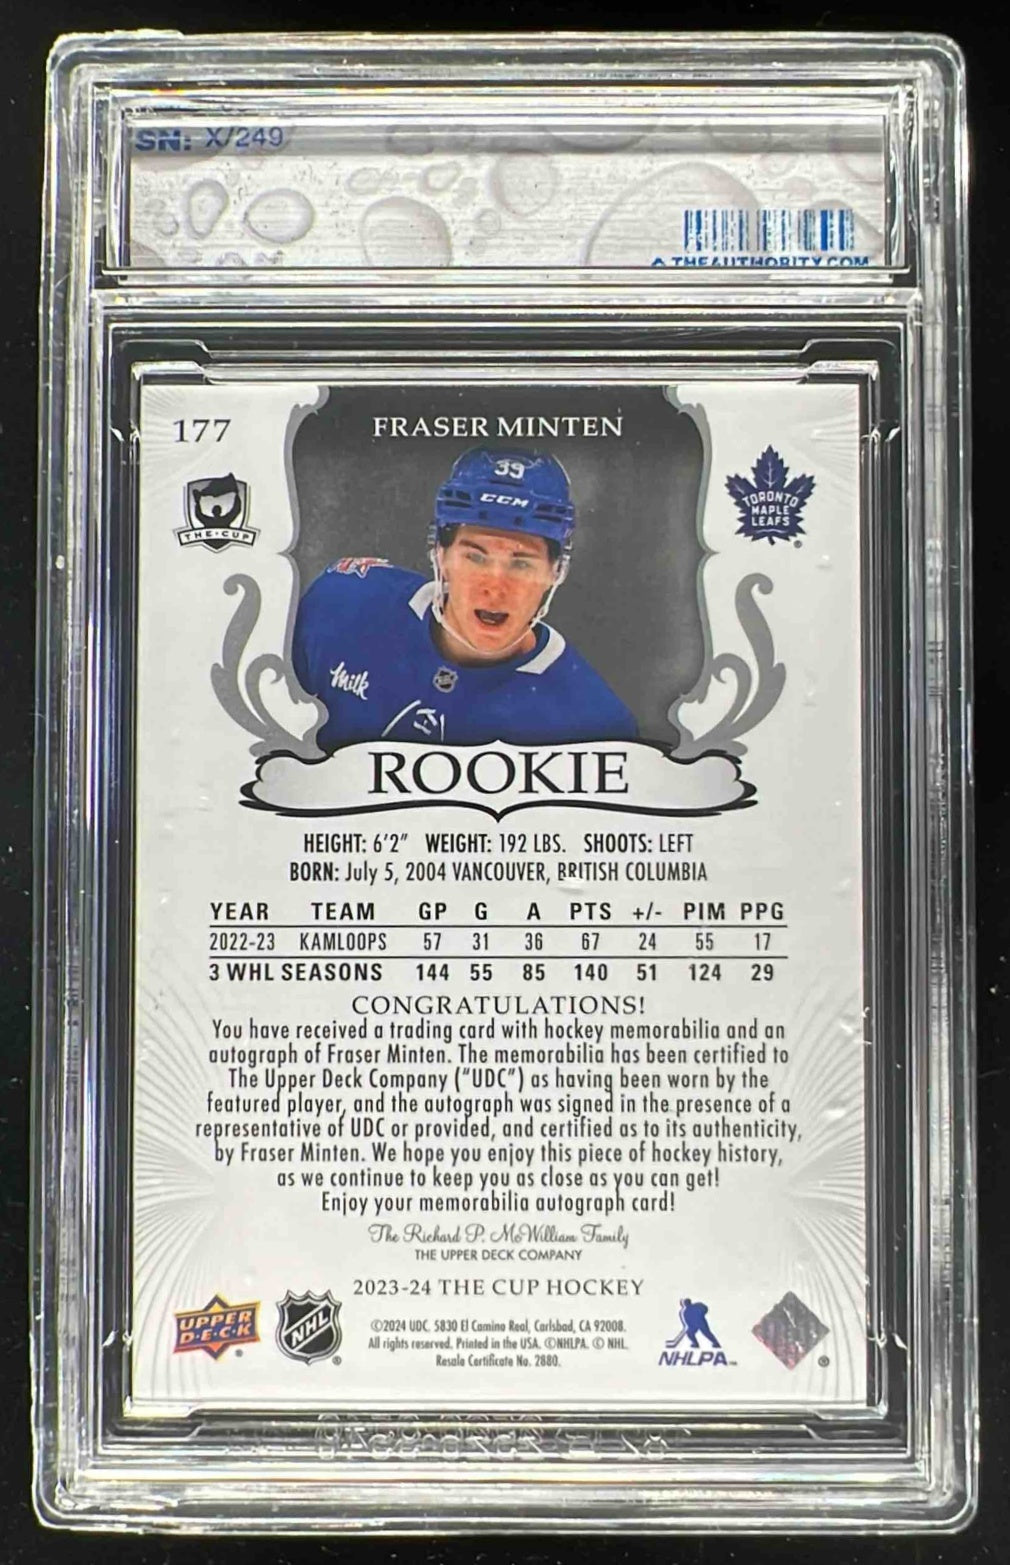 SN: X/249
THEAUTHORITY.COM
177
FRASER MINTEN
THE·CUP
TORONTO
MAPLE
LEAFS
39
CCM
Milk
ROOKIE
HEIGHT: 6'2" WEIGHT: 192 LBS. SHOOTS: LEFT
BORN: July 5, 2004 VANCOUVER, BRITISH COLUMBIA
YEAR TEAM GP G A PTS +/- PIM PPG
2022-23 KAMLOOPS 57 31 36 67 24 55 17
3 WHL SEASONS 144 55 85 140 51 124 29
CONGRATULATIONS!
You have received a trading card with hockey memorabilia and an
autograph of Fraser Minten. The memorabilia has been certified to
The Upper Deck Company ("UDC") as having been worn by the
featured player, and the autograph was signed in the presence of a
representative of UDC or provided, and certified as to its authenticity,
by Fraser Minten. We hope you enjoy this piece of hockey history,
as we continue to keep you as close as you can get!
Enjoy your memorabilia autograph card!
The Richard P. McWilliam Family
THE UPPER DECK COMPANY
2023-24 THE CUP HOCKEY
UPPER
D·E·C·K
NHL
©2024 UDC. 5830 El Camino Real, Carlsbad, CA 92008.
All rights reserved. Printed in the USA. ©NHLPA. © NHL.
Resale Certificate No. 2880.
NHLPA